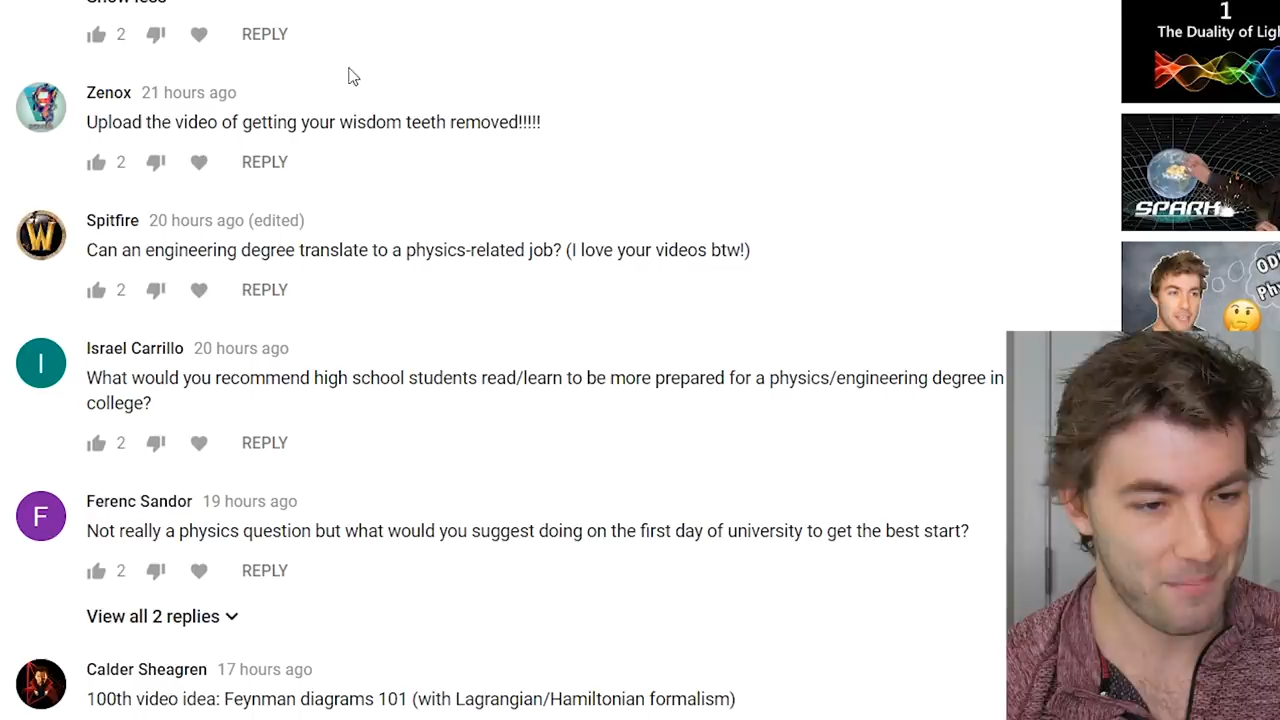 Show less
2 REPLY
1
The Duality of Ligh
Zenox 21 hours ago
Upload the video of getting your wisdom teeth removed!!!!!
2 REPLY
SPARK
Spitfire 20 hours ago (edited)
W
Can an engineering degree translate to a physics-related job? (I love your videos btw!)
2 REPLY
OD
Phy
Israel Carrillo 20 hours ago
I
What would you recommend high school students read/learn to be more prepared for a physics/engineering degree in
college?
2 REPLY
Ferenc Sandor 19 hours ago
F
Not really a physics question but what would you suggest doing on the first day of university to get the best start?
2 REPLY
View all 2 replies
Calder Sheagren 17 hours ago
100th video idea: Feynman diagrams 101 (with Lagrangian/Hamiltonian formalism)